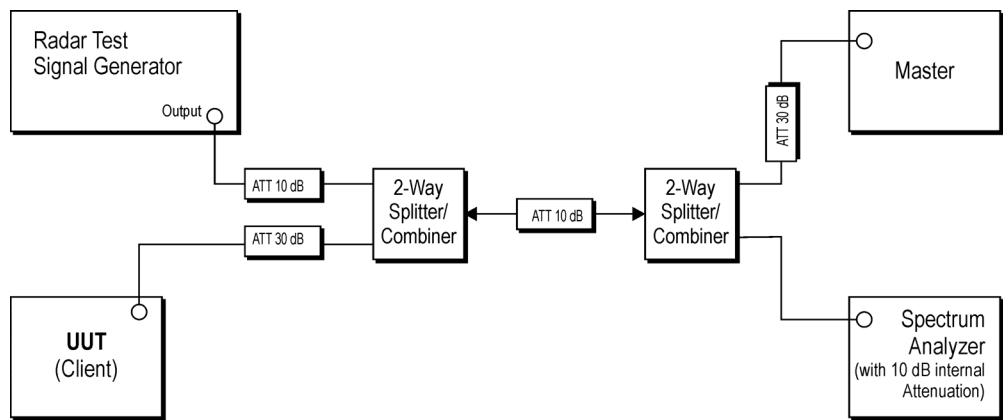 Radar Test
Signal Generator
Output
Master
ATT 30 dB
ATT 10 dB
2-Way
Splitter/
Combiner
ATT 10 dB
2-Way
Splitter/
Combiner
ATT 30 dB
UUT
(Client)
Spectrum
Analyzer
(with 10 dB internal
Attenuation)